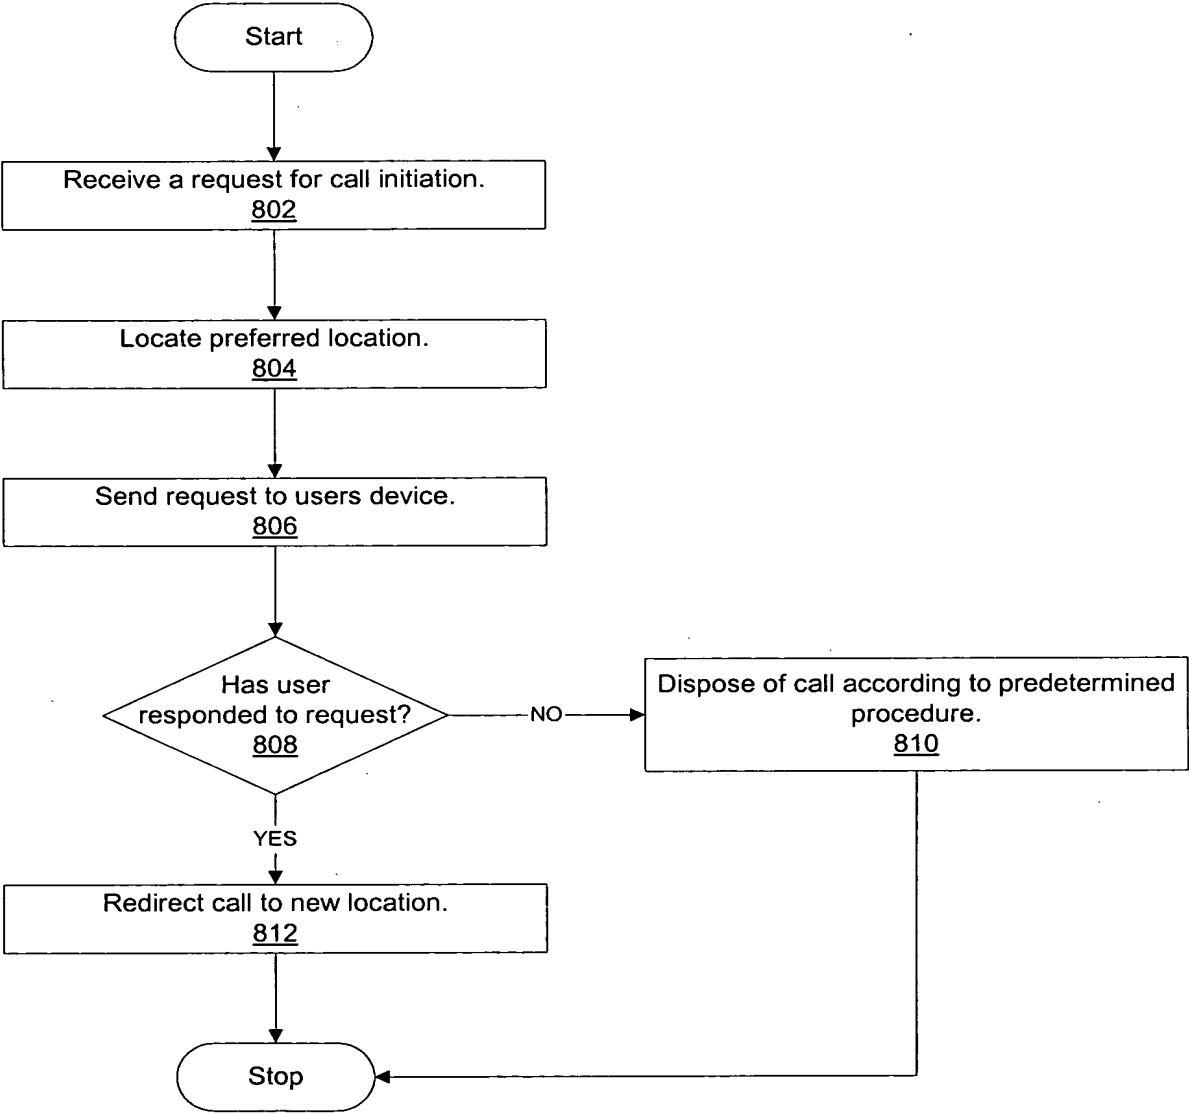 Start
Receive a request for call initiation.
802
Locate preferred location.
804
Send request to users device.
806
Has user
responded to request?
808
NO
Dispose of call according to predetermined
procedure.
810
YES
Redirect call to new location.
812
Stop